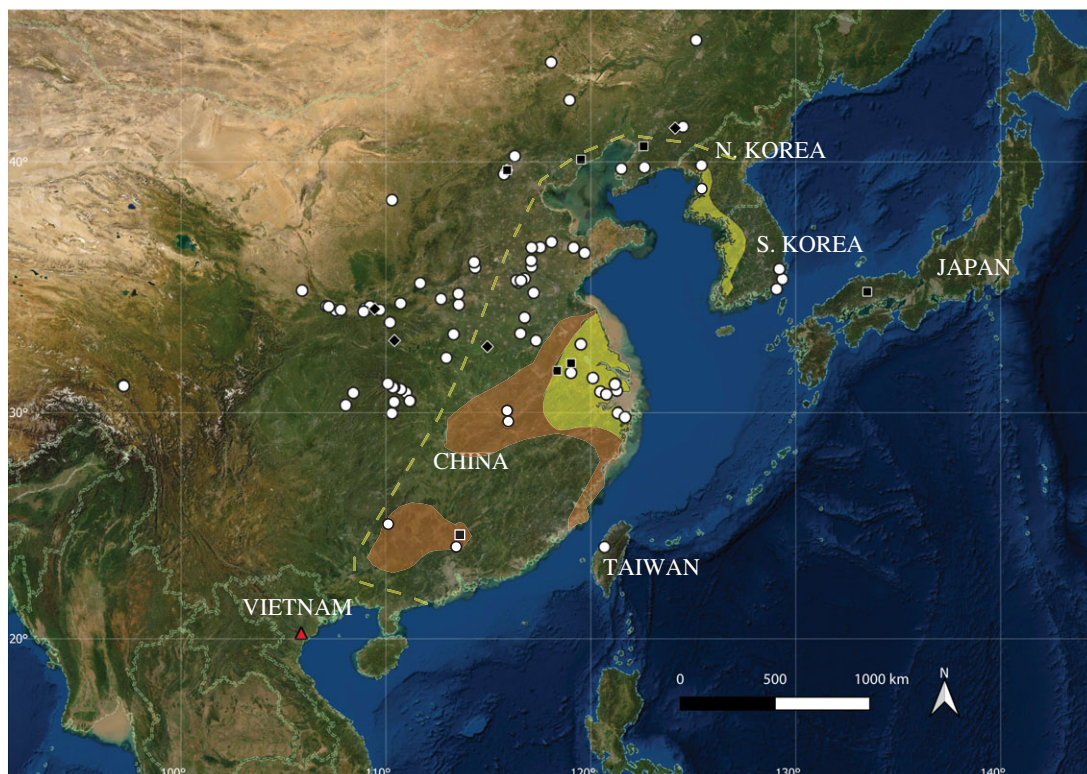 40°
N. KOREA
S. KOREA
JAPAN
30°
CHINA
TAIWAN
VIETNAM
20°
0 500 1000 km
N
100° 110° 120° 130° 140°